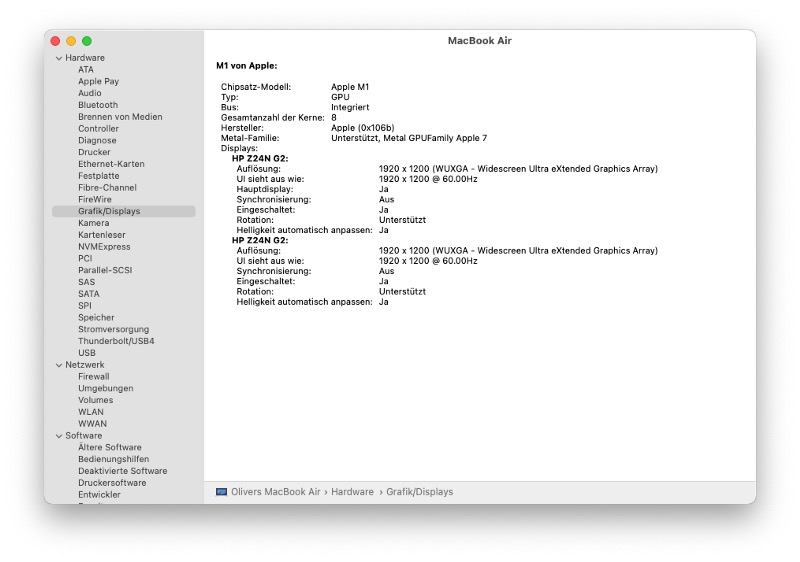 MacBook Air
Hardware
ATA
Apple Pay
Audio
Bluetooth
Brennen von Medien
Controller
Diagnose
Drucker
Ethernet-Karten
Festplatte
Fibre-Channel
FireWire
Grafik/Displays
Kamera
Kartenleser
NVMExpress
PCI
Parallel-SCSI
SAS
SATA
SPI
Speicher
Stromversorgung
Thunderbolt/USB4
USB
Netzwerk
Firewall
Umgebungen
Volumes
WLAN
WWAN
Software
Ältere Software
Bedienungshilfen
Deaktivierte Software
Druckersoftware
Entwickler
M1 von Apple:
Chipsatz-Modell: Apple M1
Typ: GPU
Bus: Integriert
Gesamtanzahl der Kerne: 8
Hersteller: Apple (0x106b)
Metal-Familie: Unterstützt, Metal GPUFamily Apple 7
Displays:
HP Z24N G2:
Auflösung: 1920 x 1200 (WUXGA - Widescreen Ultra eXtended Graphics Array)
UI sieht aus wie: 1920 x 1200 @ 60.00Hz
Hauptdisplay: Ja
Synchronisierung: Aus
Eingeschaltet: Ja
Rotation: Unterstützt
Helligkeit automatisch anpassen: Ja
HP Z24N G2:
Auflösung: 1920 x 1200 (WUXGA - Widescreen Ultra eXtended Graphics Array)
UI sieht aus wie: 1920 x 1200 @ 60.00Hz
Synchronisierung: Aus
Eingeschaltet: Ja
Rotation: Unterstützt
Helligkeit automatisch anpassen: Ja
Olivers MacBook Air › Hardware › Grafik/Displays